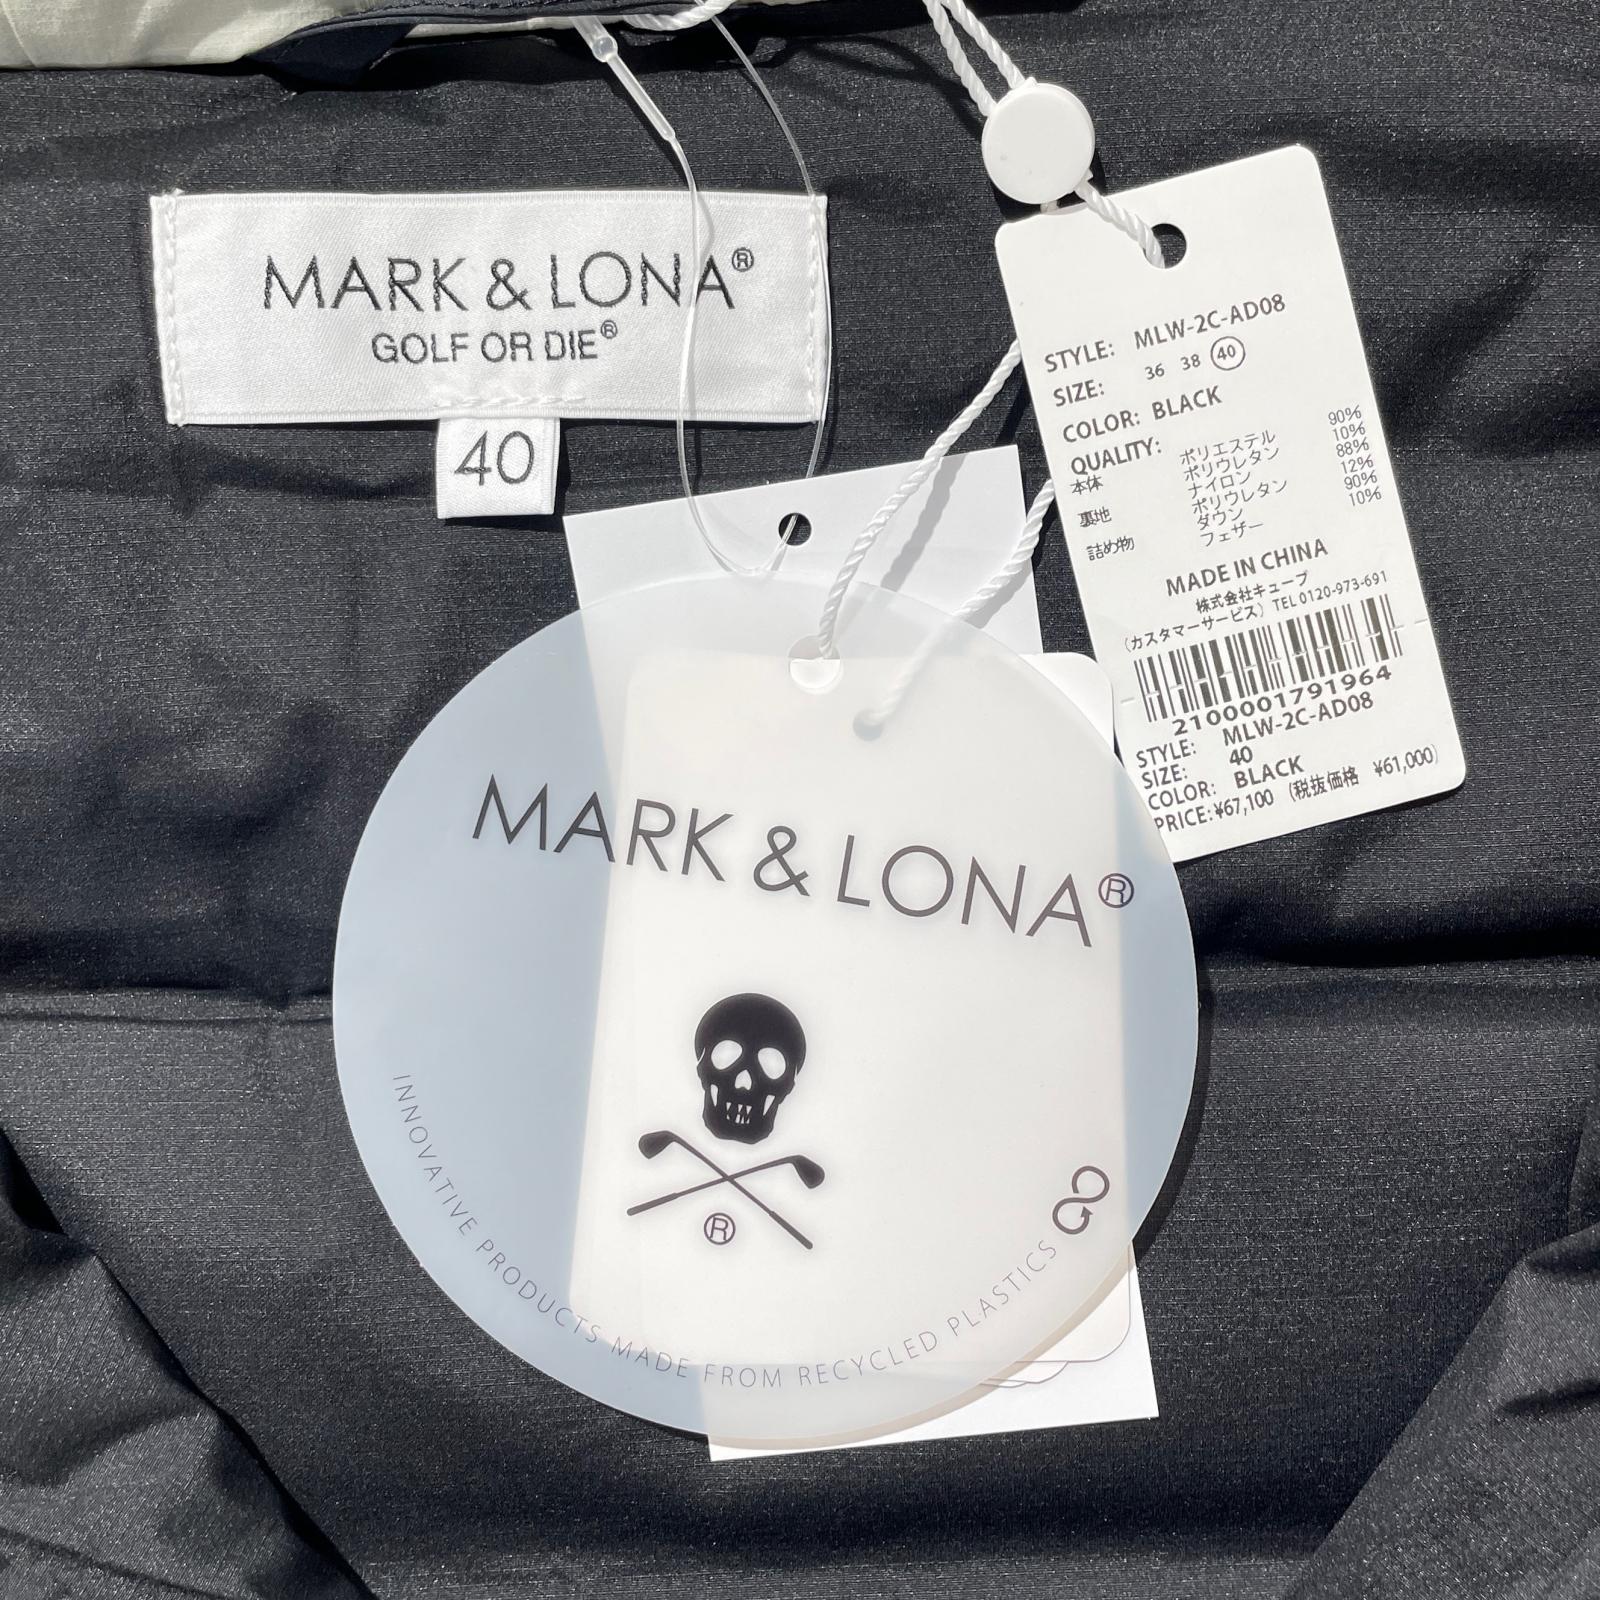 MARK & LONA®
GOLF OR DIE®
40
STYLE: MLW-2C-AD08
SIZE: 36 38 40
COLOR: BLACK
QUALITY:
本体 ポリエステル 90%
ポリウレタン 10%
裏地 ナイロン 88%
ポリウレタン 12%
詰め物 ダウン 90%
フェザー 10%
MADE IN CHINA
株式会社キューブ
(カスタマーサービス) TEL 0120-973-691
2100001791964
STYLE: MLW-2C-AD08
SIZE: 40
COLOR: BLACK
PRICE: ¥67,100 (税抜価格 ¥61,000)
MARK & LONA®
®
INNOVATIVE PRODUCTS MADE FROM RECYCLED PLASTICS